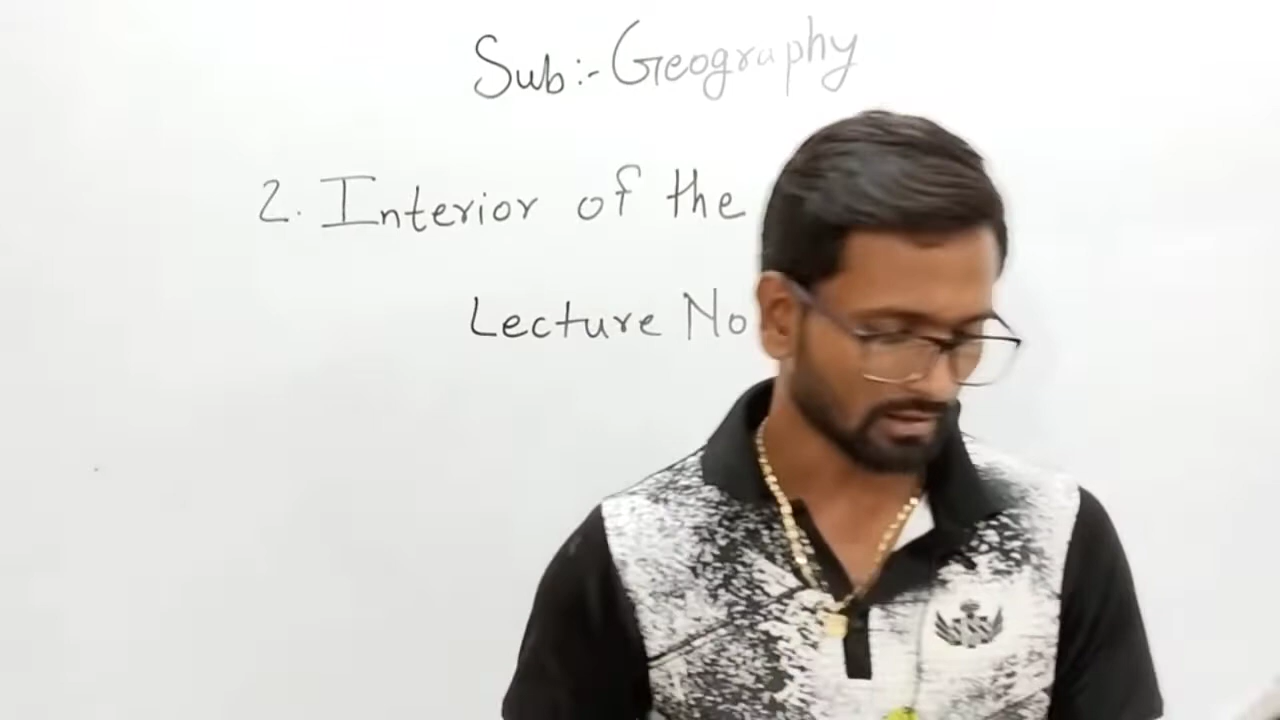 Sub:- Geography
2. Interior of the
Lecture No